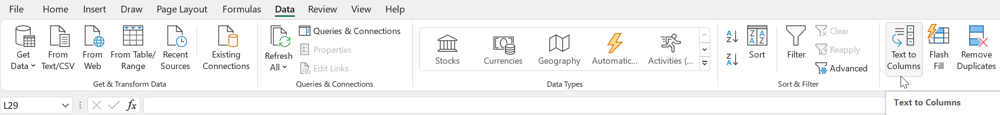 File Home Insert Draw Page Layout Formulas Data Review View Help
Get Data
From Text/CSV
From Web
From Table/ Range
Recent Sources
Existing Connections
Get & Transform Data
Refresh All
Queries & Connections
Properties
Edit Links
Queries & Connections
Stocks
Currencies
Geography
Automatic...
Activities (...
Data Types
A Z
Z A
Z A A Z
Sort
Filter
Clear
Reapply
Advanced
Sort & Filter
Text to Columns
Flash Fill
Remove Duplicates
L29
fx
Text to Columns